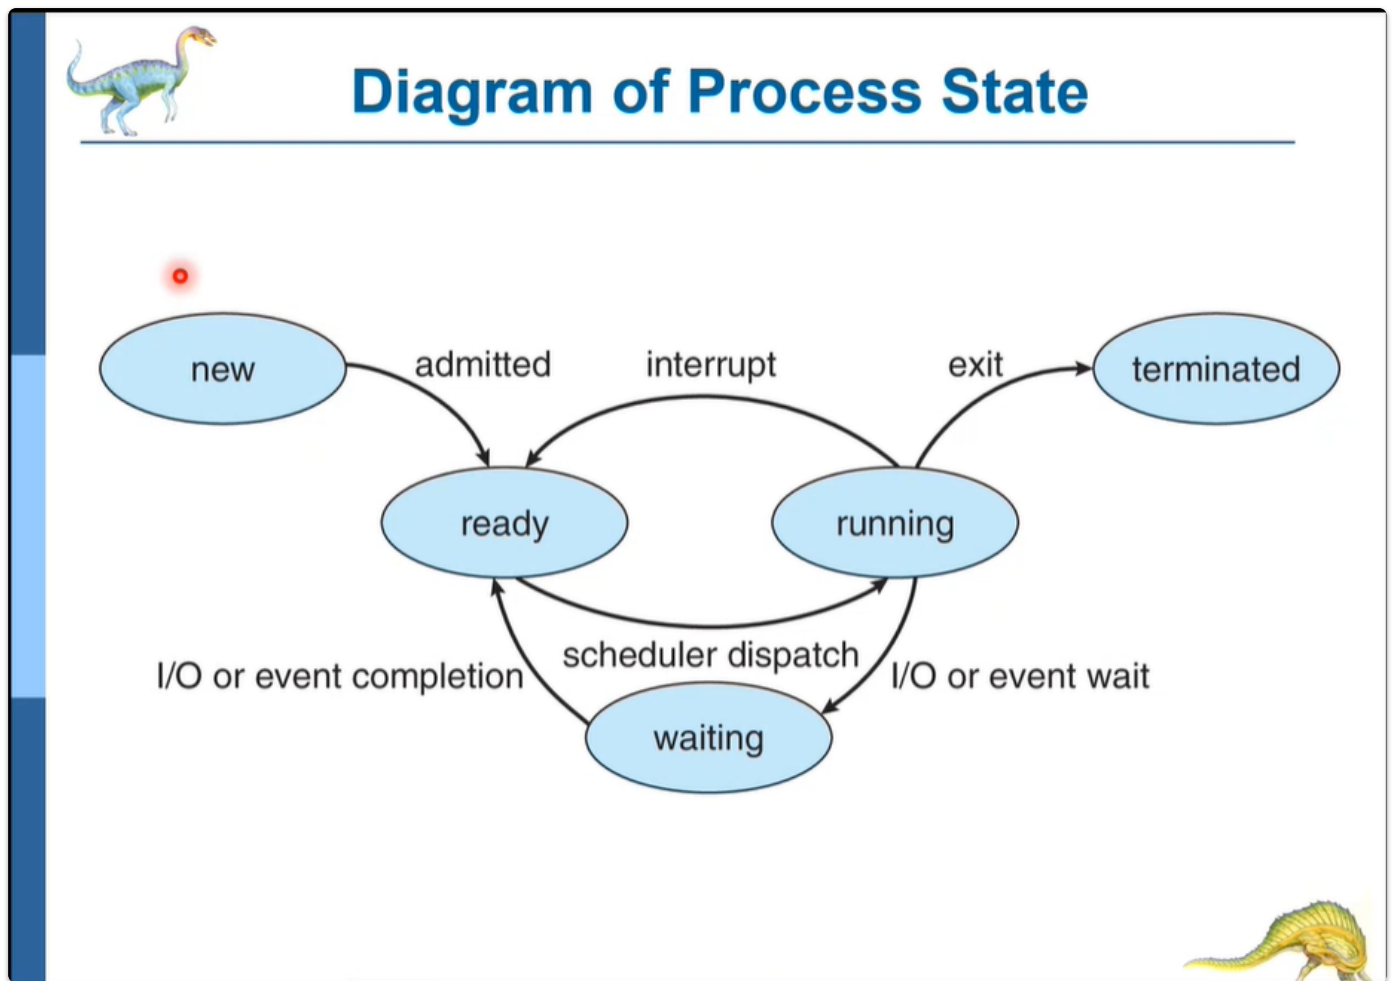 Diagram of Process State
new
admitted
interrupt
exit
terminated
ready
running
scheduler dispatch
I/O or event completion
I/O or event wait
waiting